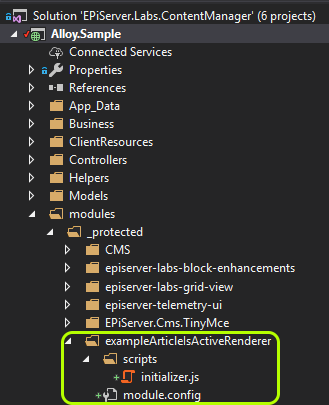 Solution 'EPiServer.Labs.ContentManager' (6 projects)
Alloy.Sample
Connected Services
Properties
References
App_Data
Business
ClientResources
Controllers
Helpers
Models
modules
_protected
CMS
episerver-labs-block-enhancements
episerver-labs-grid-view
episerver-telemetry-ui
EPiServer.Cms.TinyMce
exampleArticleIsActiveRenderer
scripts
initializer.js
module.config